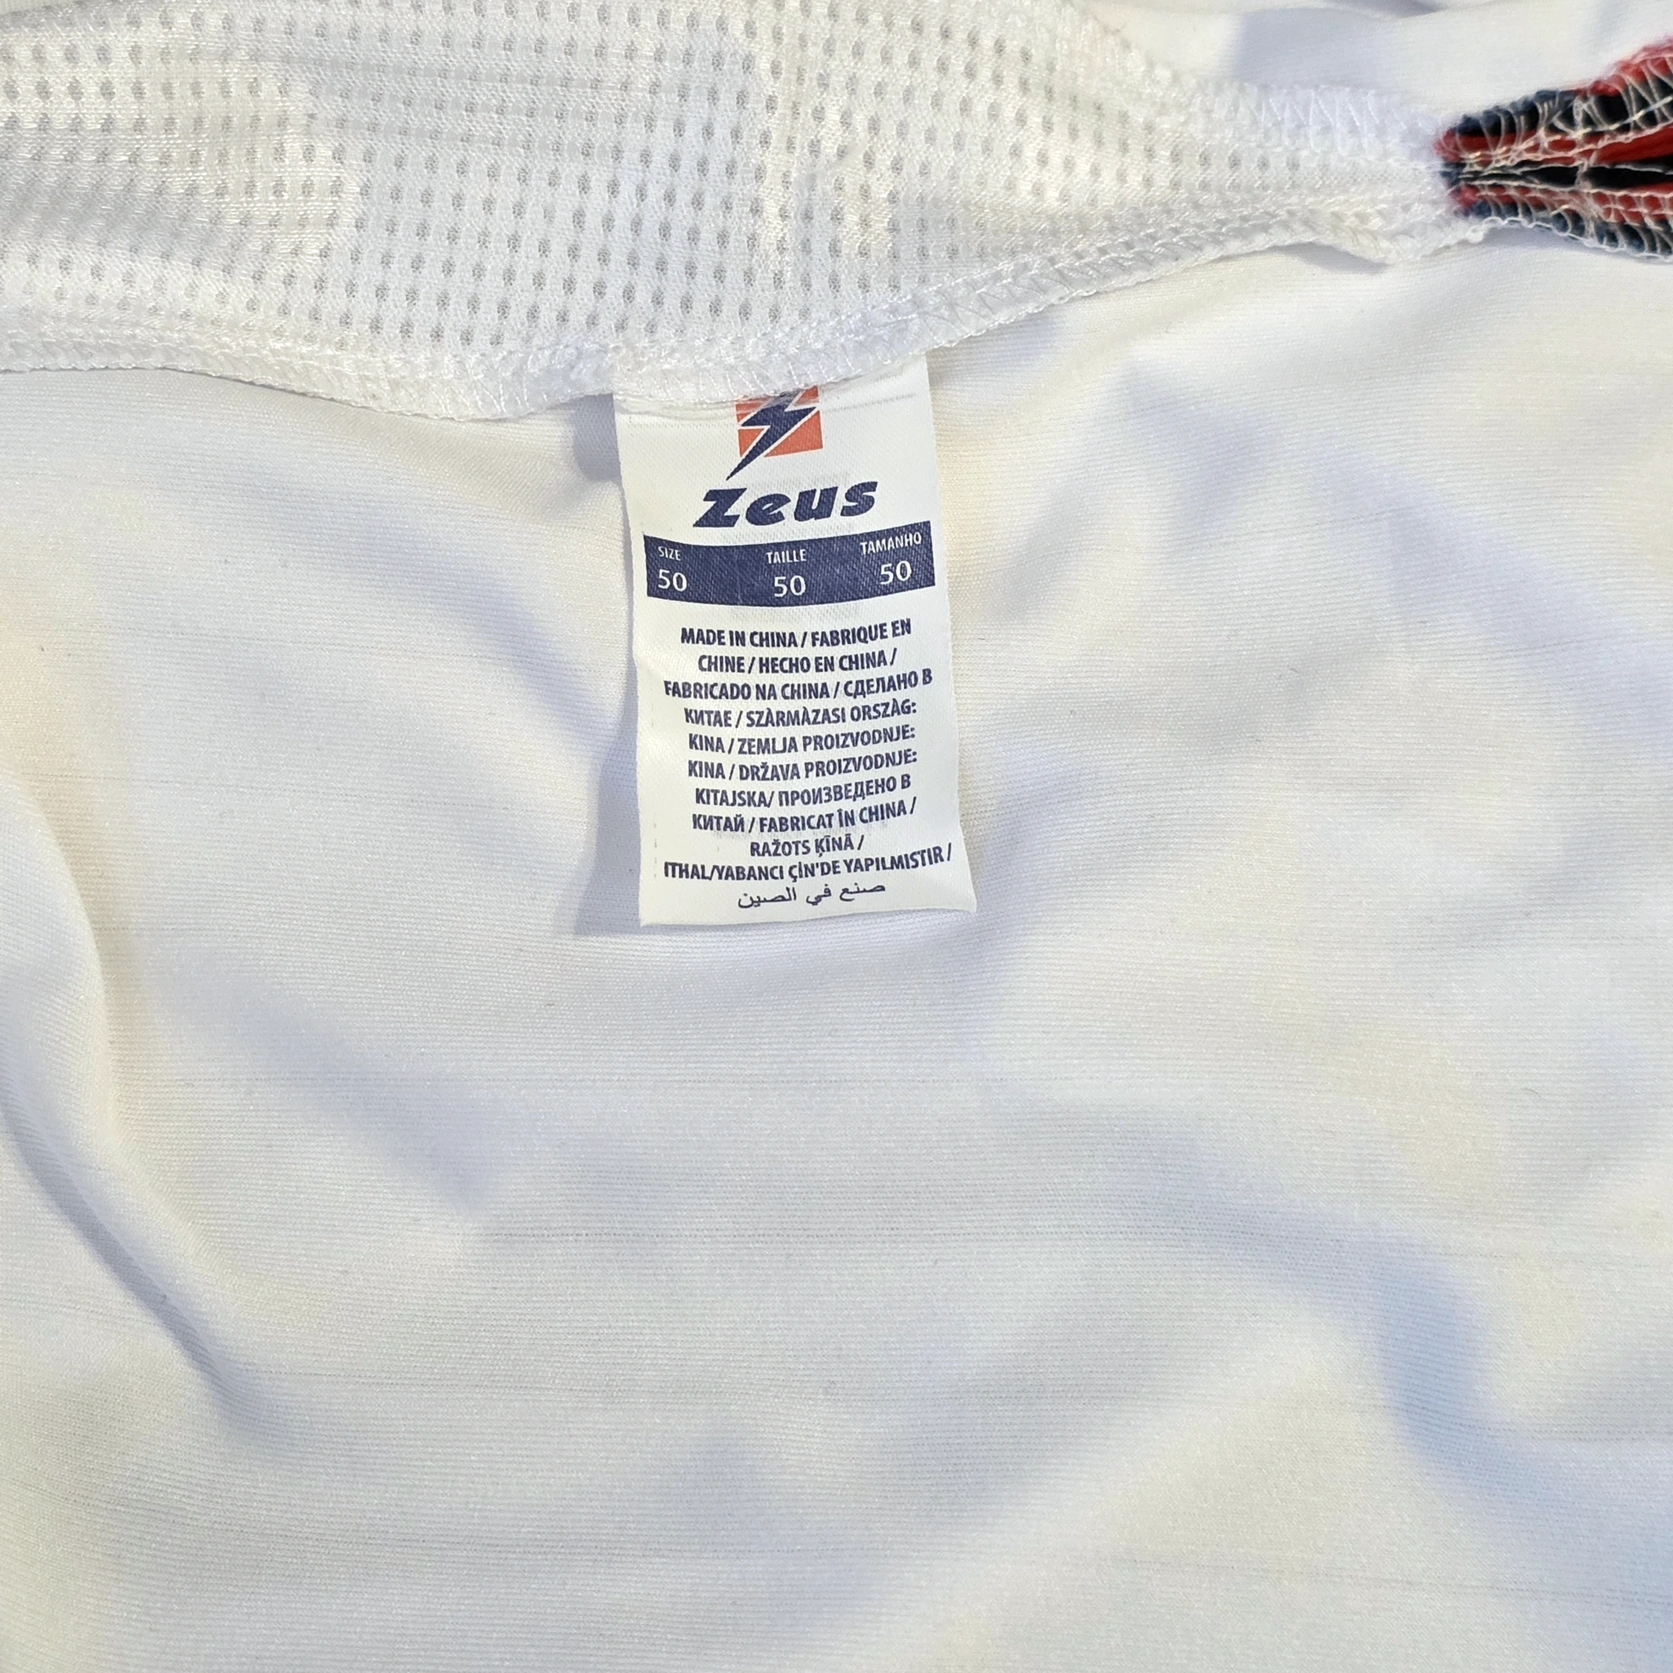 Zeus
SIZE TAILLE TAMANHO
50 50 50
MADE IN CHINA / FABRIQUE EN
CHINE / HECHO EN CHINA /
FABRICADO NA CHINA / СДЕЛАНО В
КИТАЕ / SZÀRMÀZASI ORSZÀG:
KINA / ZEMLJA PROIZVODNJE:
KINA / DRŽAVA PROIZVODNJE:
KITAJSKA/ ПРОИЗВЕДЕНО В
КИТАЙ / FABRICAT ÎN CHINA /
RAŽOTS ĶĪNĀ /
ITHAL/YABANCI ÇİN'DE YAPILMISTIR /
صنع في الصين